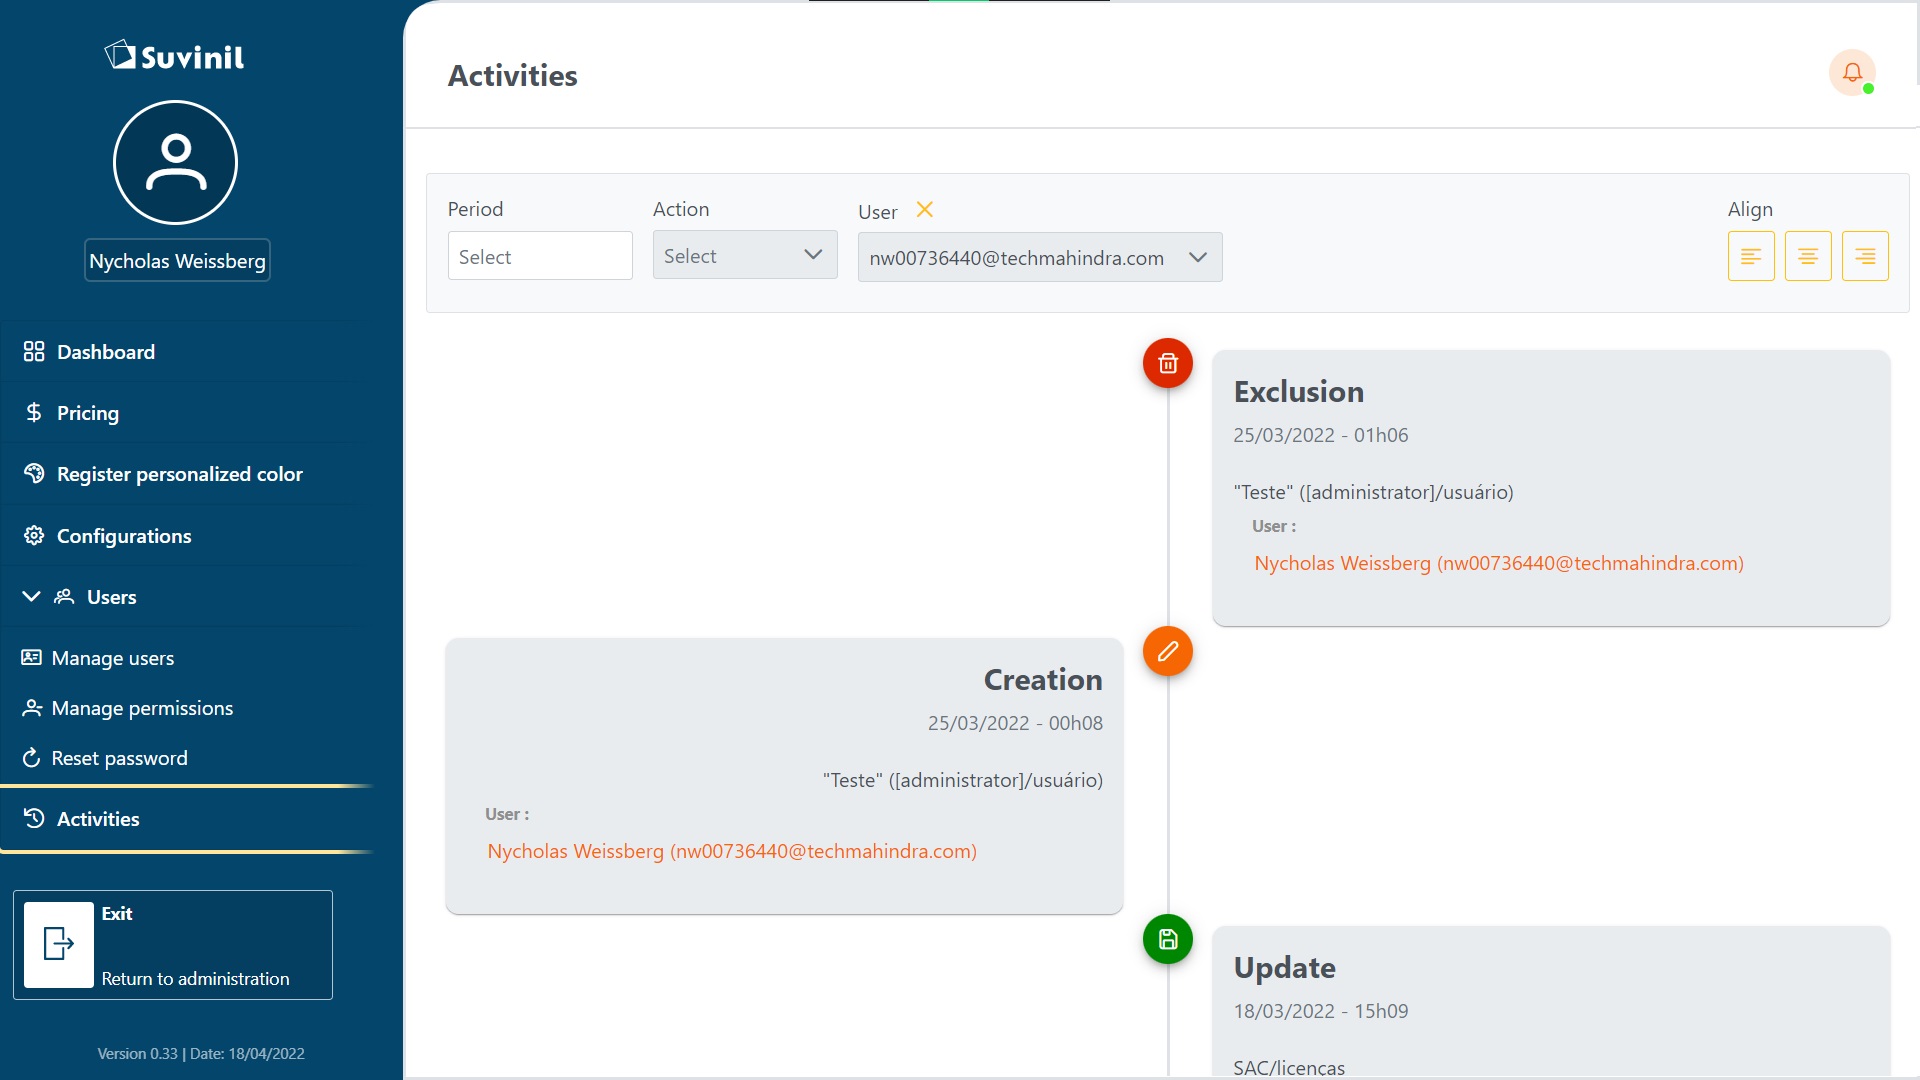 Suvinil
Nycholas Weissberg
Dashboard
Pricing
Register personalized color
Configurations
Users
Manage users
Manage permissions
Reset password
Activities
Exit
Return to administration
Version 0.33 | Date: 18/04/2022
Activities
Period
Select
Action
Select
User
nw00736440@techmahindra.com
Align
Exclusion
25/03/2022 - 01h06
"Teste" ([administrator]/usuário)
User :
Nycholas Weissberg (nw00736440@techmahindra.com)
Creation
25/03/2022 - 00h08
"Teste" ([administrator]/usuário)
User :
Nycholas Weissberg (nw00736440@techmahindra.com)
Update
18/03/2022 - 15h09
SAC/licenças